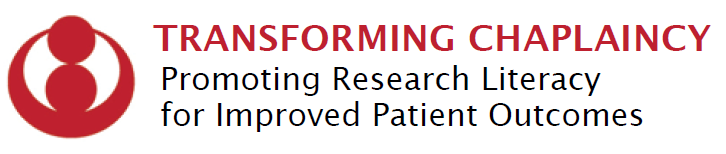 TRANSFORMING CHAPLAINCY
Promoting Research Literacy
for Improved Patient Outcomes